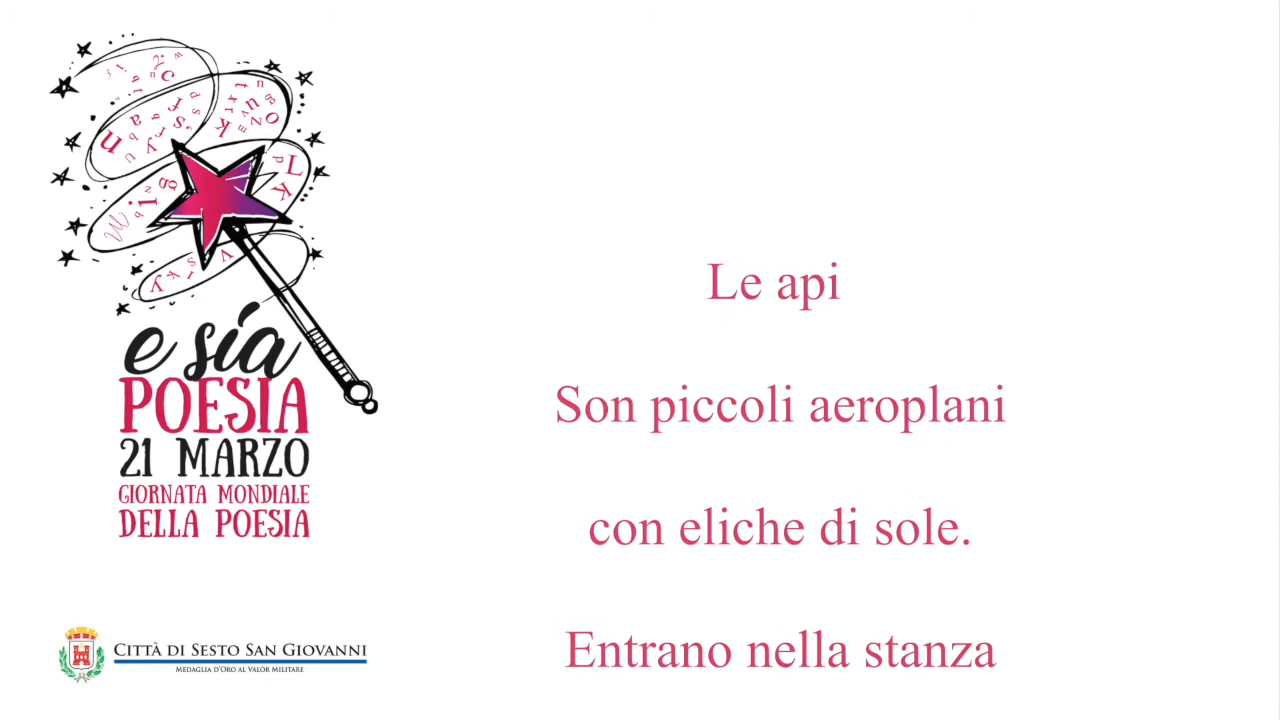 e sia
POESIA
21 MARZO
GIORNATA MONDIALE
DELLA POESIA
CITTÀ DI SESTO SAN GIOVANNI
MEDAGLIA D'ORO AL VALOR MILITARE
Le api
Son piccoli aeroplani
con eliche di sole.
Entrano nella stanza